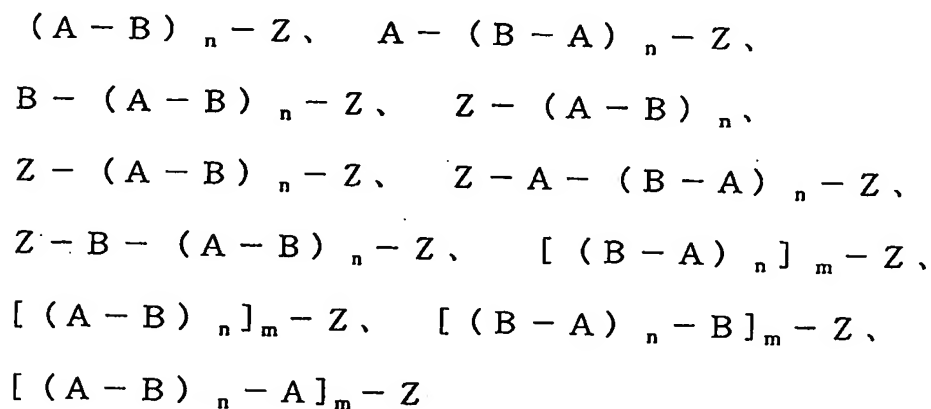 (A－B)n－Z、 A－(B－A)n－Z、
B－(A－B)n－Z、 Z－(A－B)n、
Z－(A－B)n－Z、 Z－A－(B－A)n－Z、
Z－B－(A－B)n－Z、 [(B－A)n]m－Z、
[(A－B)n]m－Z、 [(B－A)n－B]m－Z、
[(A－B)n－A]m－Z